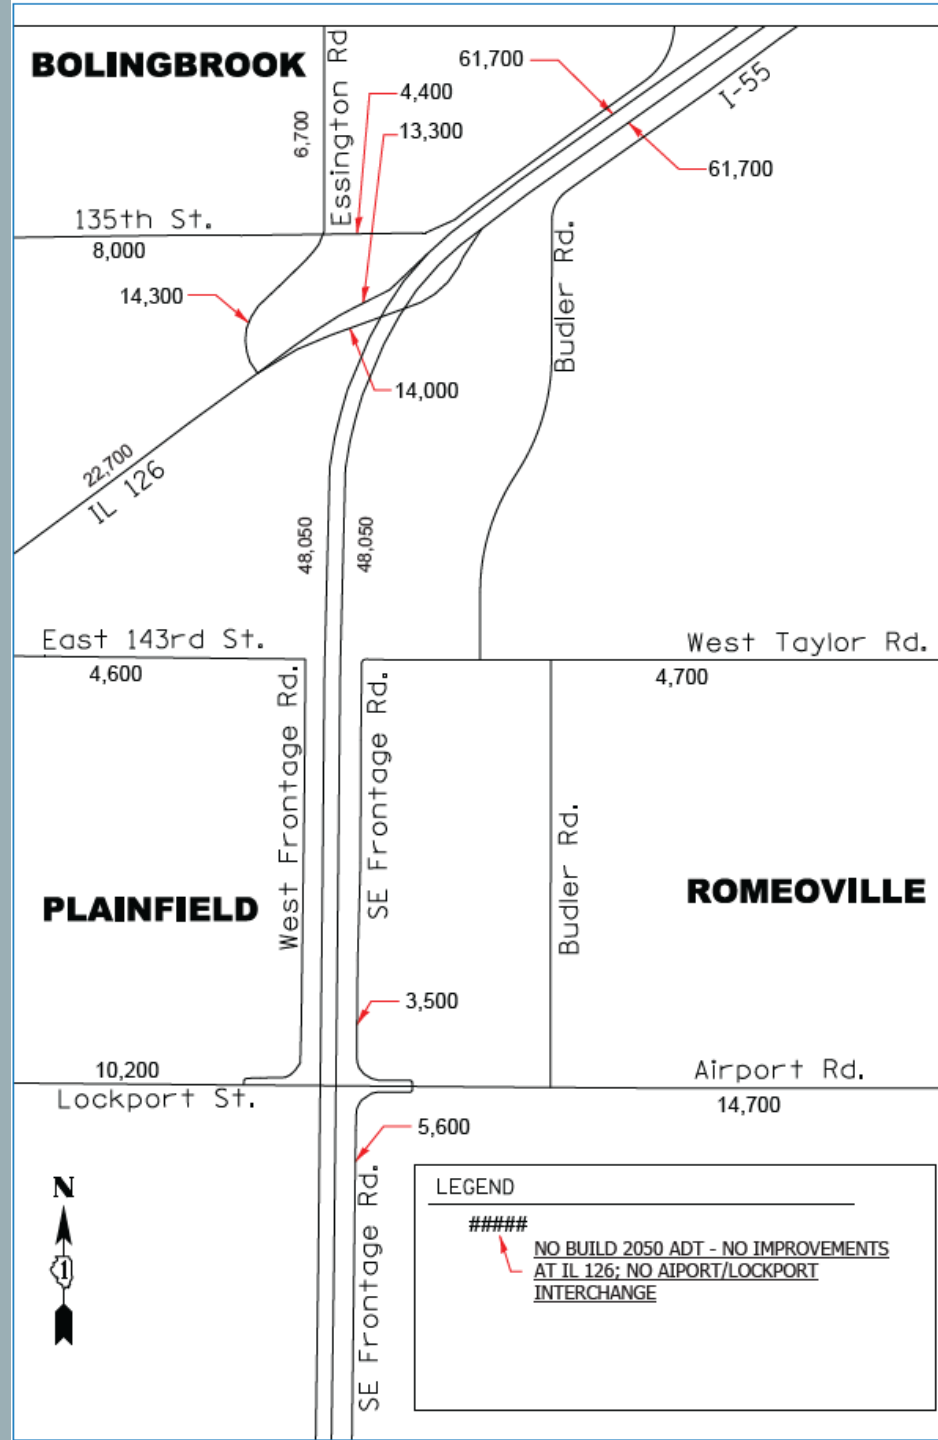 BOLINGBROOK
Essington Rd
6,700
61,700
I-55
4,400
13,300
61,700
135th St.
8,000
Budler Rd.
14,300
14,000
22,700
IL 126
48,050
48,050
East 143rd St.
4,600
West Taylor Rd.
4,700
West Frontage Rd.
SE Frontage Rd.
Budler Rd.
PLAINFIELD
ROMEOVILLE
3,500
10,200
Lockport St.
Airport Rd.
14,700
5,600
SE Frontage Rd.
N
1
LEGEND
#####
NO BUILD 2050 ADT - NO IMPROVEMENTS
AT IL 126; NO AIPORT/LOCKPORT
INTERCHANGE